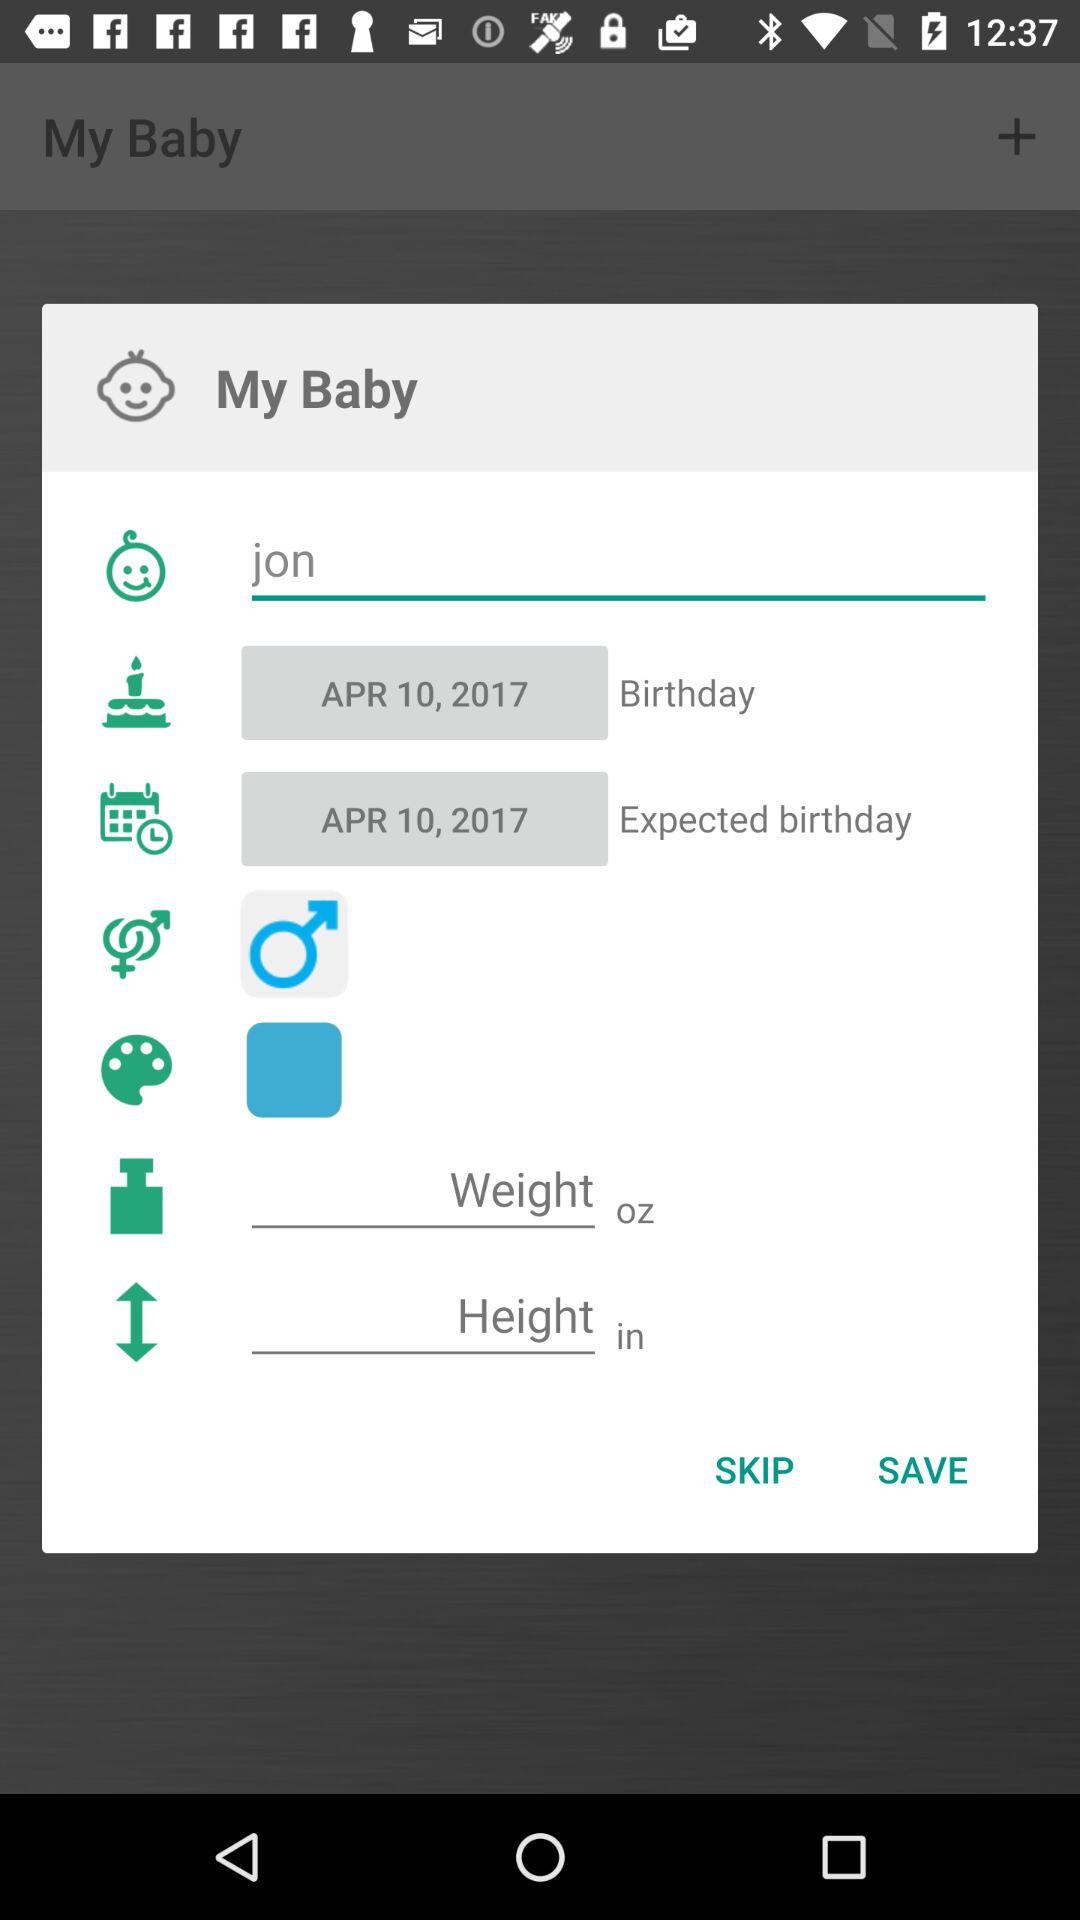 FAKE
12:37
My Baby
My Baby
jon
APR 10, 2017 Birthday
APR 10, 2017 Expected birthday
Weight oz
Height in
SKIP SAVE